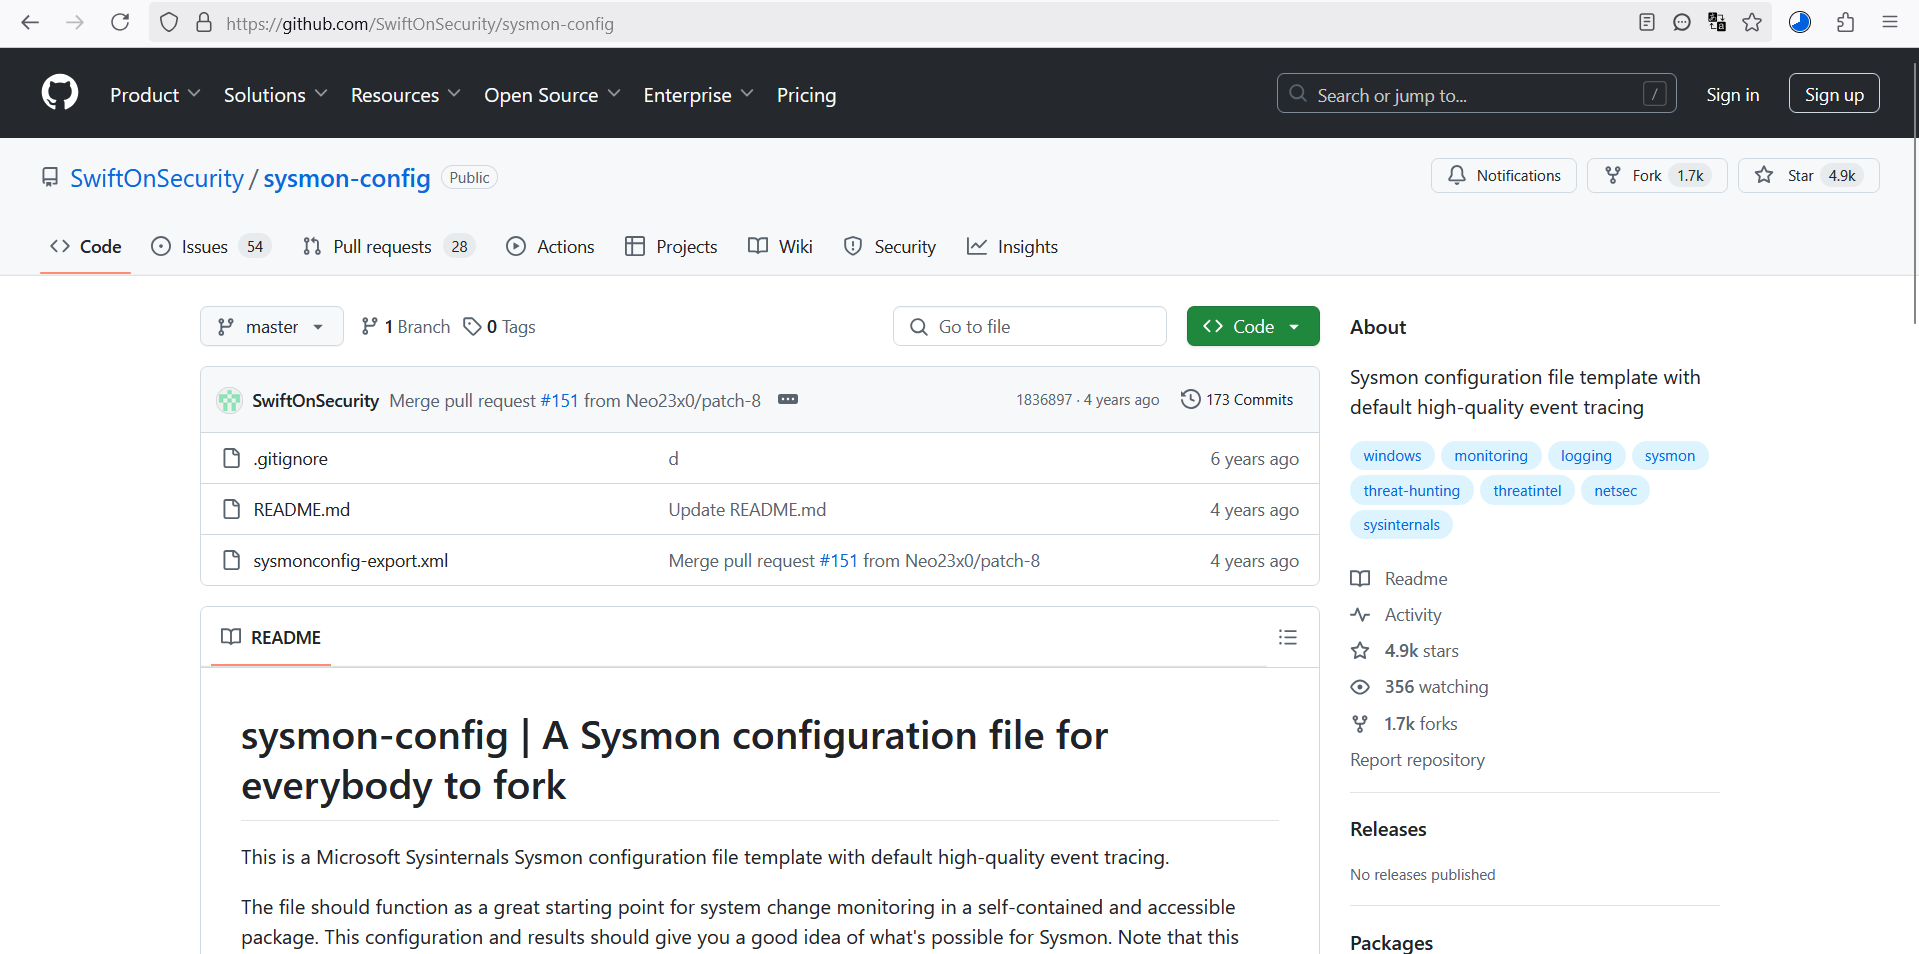 https://github.com/SwiftOnSecurity/sysmon-config
Product Solutions Resources Open Source Enterprise Pricing Search or jump to... / Sign in Sign up
SwiftOnSecurity / sysmon-config Public Notifications Fork 1.7k Star 4.9k
Code Issues 54 Pull requests 28 Actions Projects Wiki Security Insights
master 1 Branch 0 Tags Go to file Code
SwiftOnSecurity Merge pull request #151 from Neo23x0/patch-8 1836897 · 4 years ago 173 Commits
.gitignore d 6 years ago
README.md Update README.md 4 years ago
sysmonconfig-export.xml Merge pull request #151 from Neo23x0/patch-8 4 years ago
README
sysmon-config | A Sysmon configuration file for
everybody to fork
This is a Microsoft Sysinternals Sysmon configuration file template with default high-quality event tracing.
The file should function as a great starting point for system change monitoring in a self-contained and accessible
package. This configuration and results should give you a good idea of what's possible for Sysmon. Note that this
About
Sysmon configuration file template with
default high-quality event tracing
windows monitoring logging sysmon
threat-hunting threatintel netsec
sysinternals
Readme
Activity
4.9k stars
356 watching
1.7k forks
Report repository
Releases
No releases published
Packages